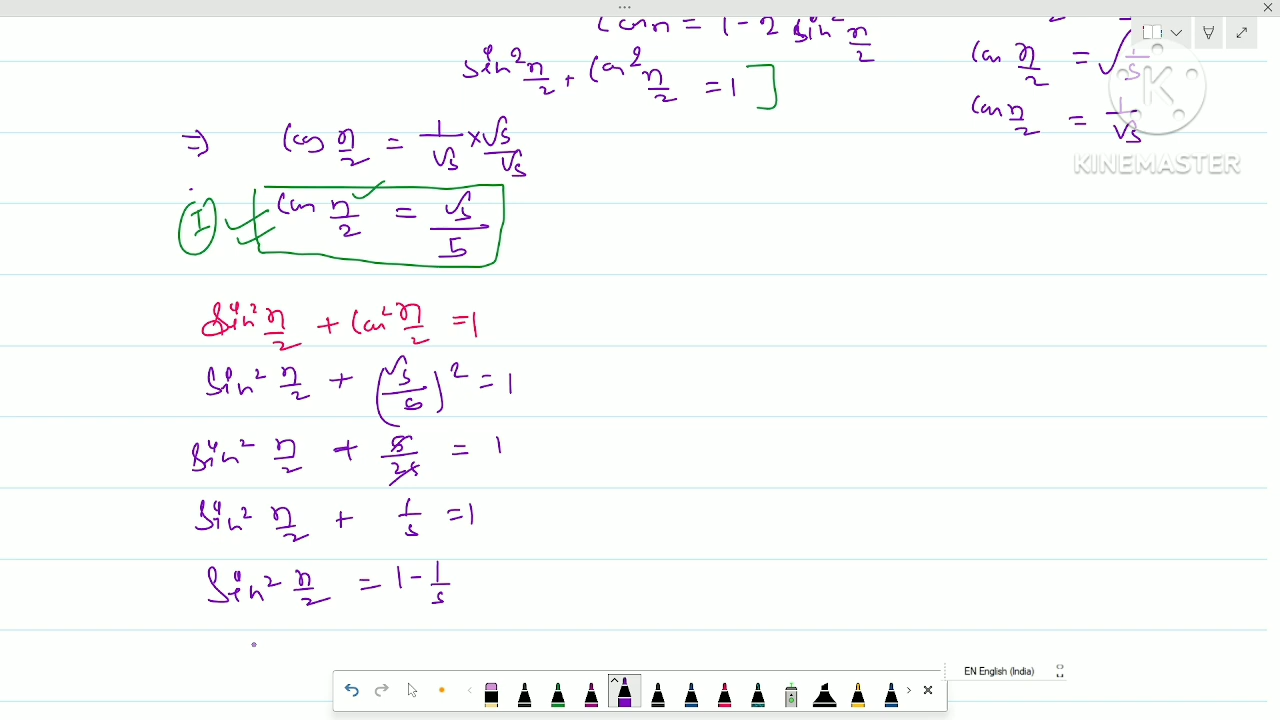 Cos x = 1 - 2 sin² x/2
sin² x/2 + Cos² x/2 = 1 ]
Cos x/2 = √1/5
Cos x/2 = 1/√5
KINEMASTER
⇒ Cos x/2 = 1/√5 × √5/√5
I ✓✓ Cos x/2 ✓ = √5/5
Sin² x/2 + Cos² x/2 = 1
Sin² x/2 + (√5/5)² = 1
Sin² x/2 + 5/25 = 1
Sin² x/2 + 1/5 = 1
Sin² x/2 = 1 - 1/5
EN English (India)